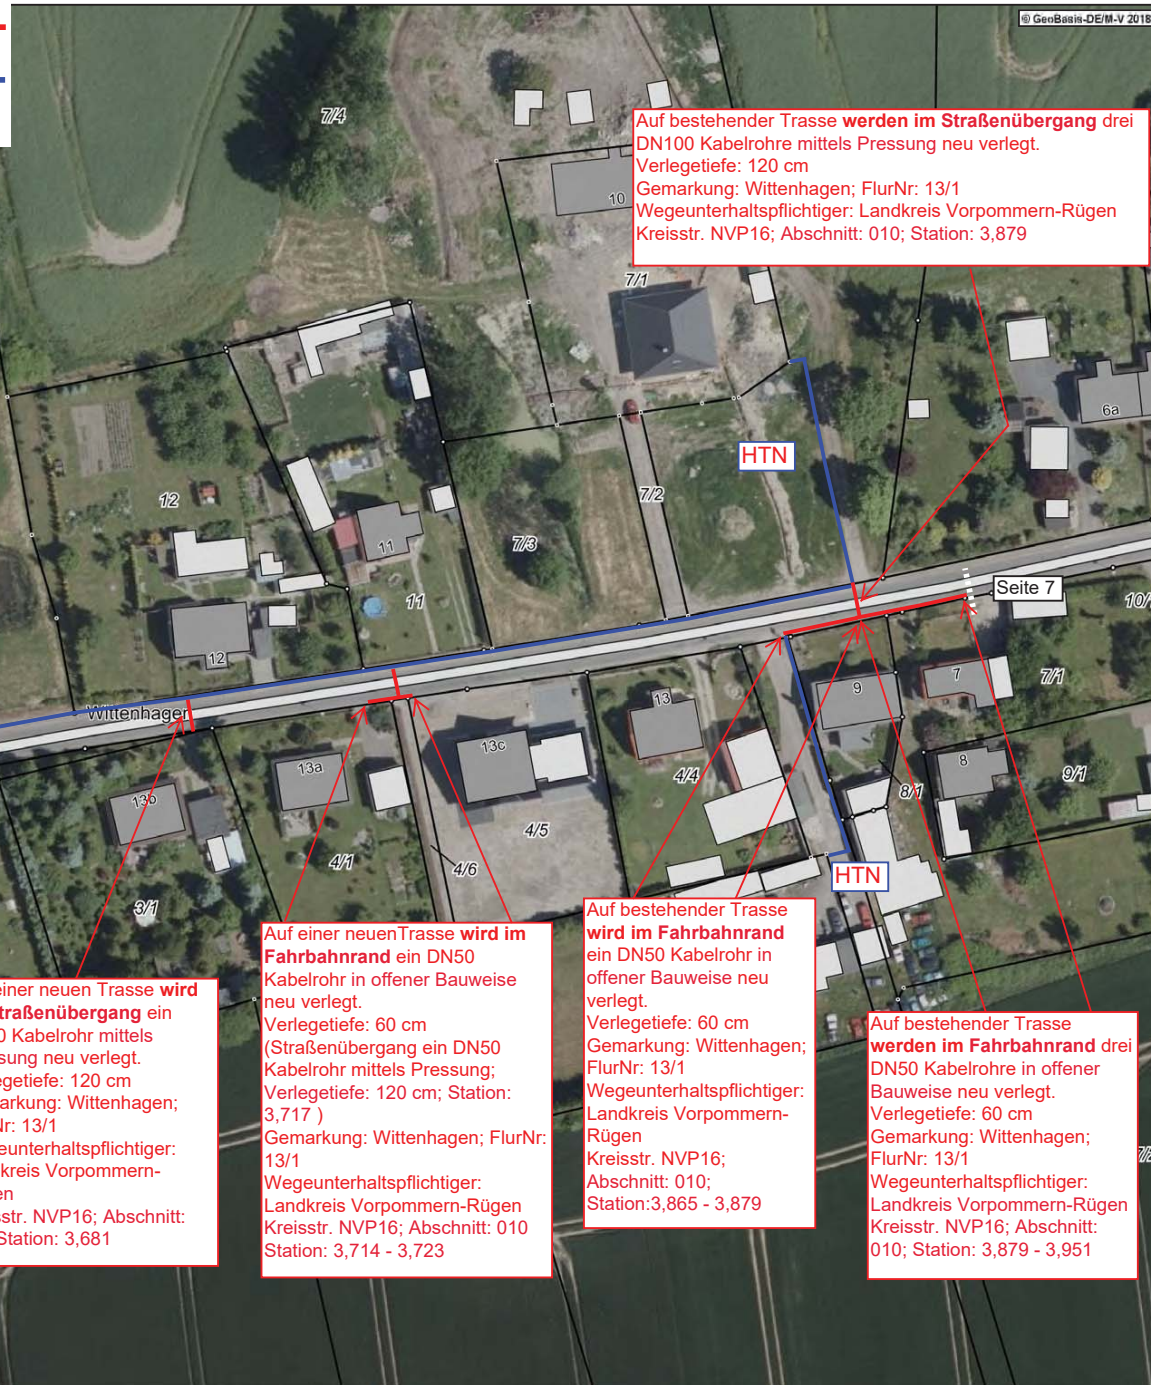 © GeoBasis-DE/M-V 2018
7/4
Auf bestehender Trasse werden im Straßenübergang drei
DN100 Kabelrohre mittels Pressung neu verlegt.
Verlegetiefe: 120 cm
Gemarkung: Wittenhagen; FlurNr: 13/1
Wegeunterhaltspflichtiger: Landkreis Vorpommern-Rügen
Kreisstr. NVP16; Abschnitt: 010; Station: 3,879
10
7/1
6a
HTN
12
7/2
7/3
11
11
12
Seite 7
10/
7/1
7
9
13
Wittenhagen
13c
13a
13b
8
9/1
8/1
4/4
4/5
4/1
4/6
3/1
HTN
einer neuen Trasse wird
traßenübergang ein
0 Kabelrohr mittels
ssung neu verlegt.
egetiefe: 120 cm
arkung: Wittenhagen;
Nr: 13/1
eunterhaltspflichtiger:
kreis Vorpommern-
en
sstr. NVP16; Abschnitt:
Station: 3,681
Auf einer neuenTrasse wird im
Fahrbahnrand ein DN50
Kabelrohr in offener Bauweise
neu verlegt.
Verlegetiefe: 60 cm
(Straßenübergang ein DN50
Kabelrohr mittels Pressung;
Verlegetiefe: 120 cm; Station:
3,717 )
Gemarkung: Wittenhagen; FlurNr:
13/1
Wegeunterhaltspflichtiger:
Landkreis Vorpommern-Rügen
Kreisstr. NVP16; Abschnitt: 010
Station: 3,714 - 3,723
Auf bestehender Trasse
wird im Fahrbahnrand
ein DN50 Kabelrohr in
offener Bauweise neu
verlegt.
Verlegetiefe: 60 cm
Gemarkung: Wittenhagen;
FlurNr: 13/1
Wegeunterhaltspflichtiger:
Landkreis Vorpommern-
Rügen
Kreisstr. NVP16;
Abschnitt: 010;
Station:3,865 - 3,879
Auf bestehender Trasse
werden im Fahrbahnrand drei
DN50 Kabelrohre in offener
Bauweise neu verlegt.
Verlegetiefe: 60 cm
Gemarkung: Wittenhagen;
FlurNr: 13/1
Wegeunterhaltspflichtiger:
Landkreis Vorpommern-Rügen
Kreisstr. NVP16; Abschnitt:
010; Station: 3,879 - 3,951